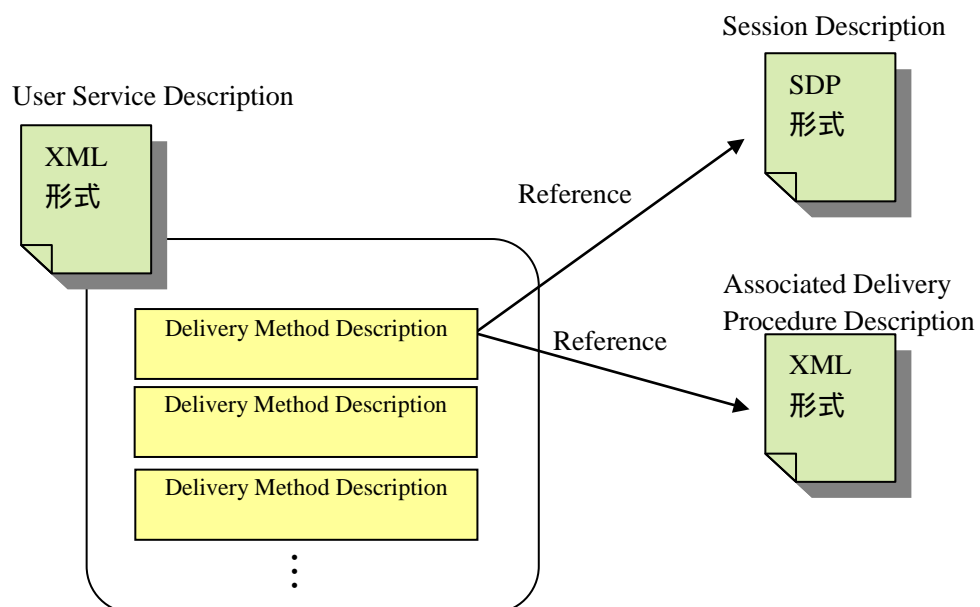 User Service Description
XML
形式
Delivery Method Description
Delivery Method Description
Delivery Method Description
⋮
Reference
Reference
Session Description
SDP
形式
Associated Delivery
Procedure Description
XML
形式